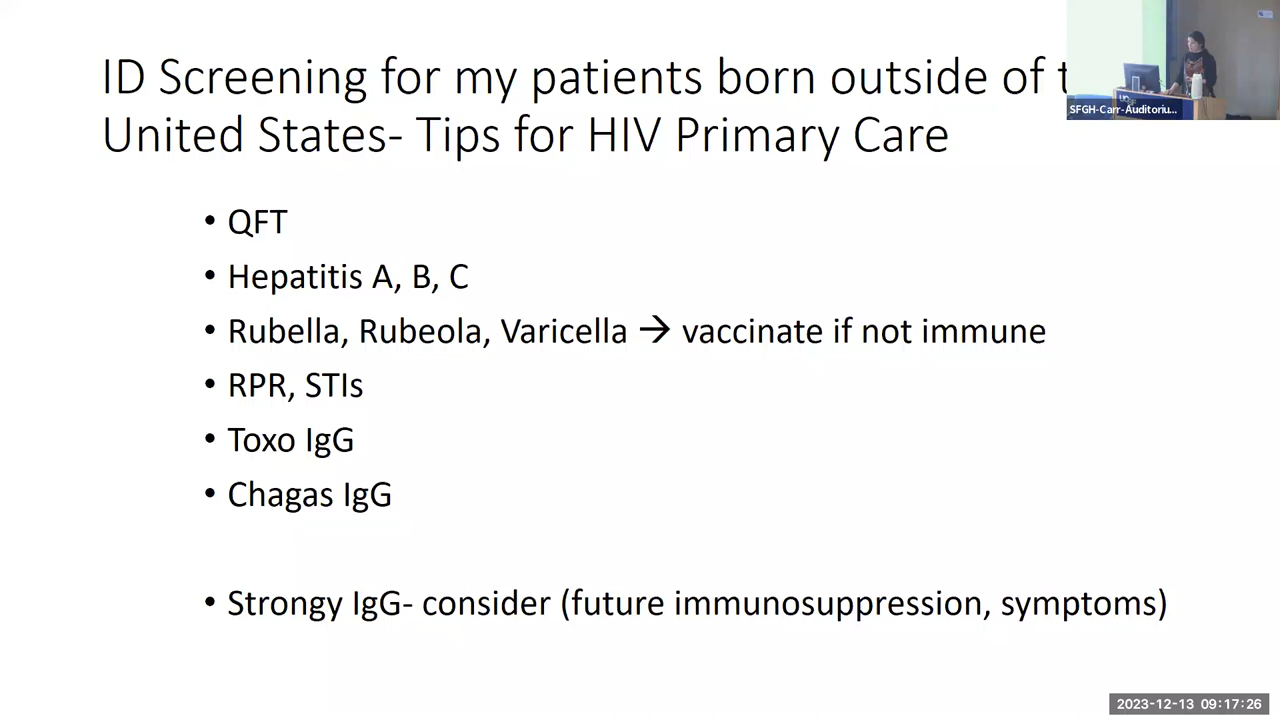 ID Screening for my patients born outside of t
United States- Tips for HIV Primary Care
SFGH-Carr-Auditoriu...
• QFT
• Hepatitis A, B, C
• Rubella, Rubeola, Varicella → vaccinate if not immune
• RPR, STIs
• Toxo IgG
• Chagas IgG
• Strongy IgG- consider (future immunosuppression, symptoms)
2023-12-13 09:17:26